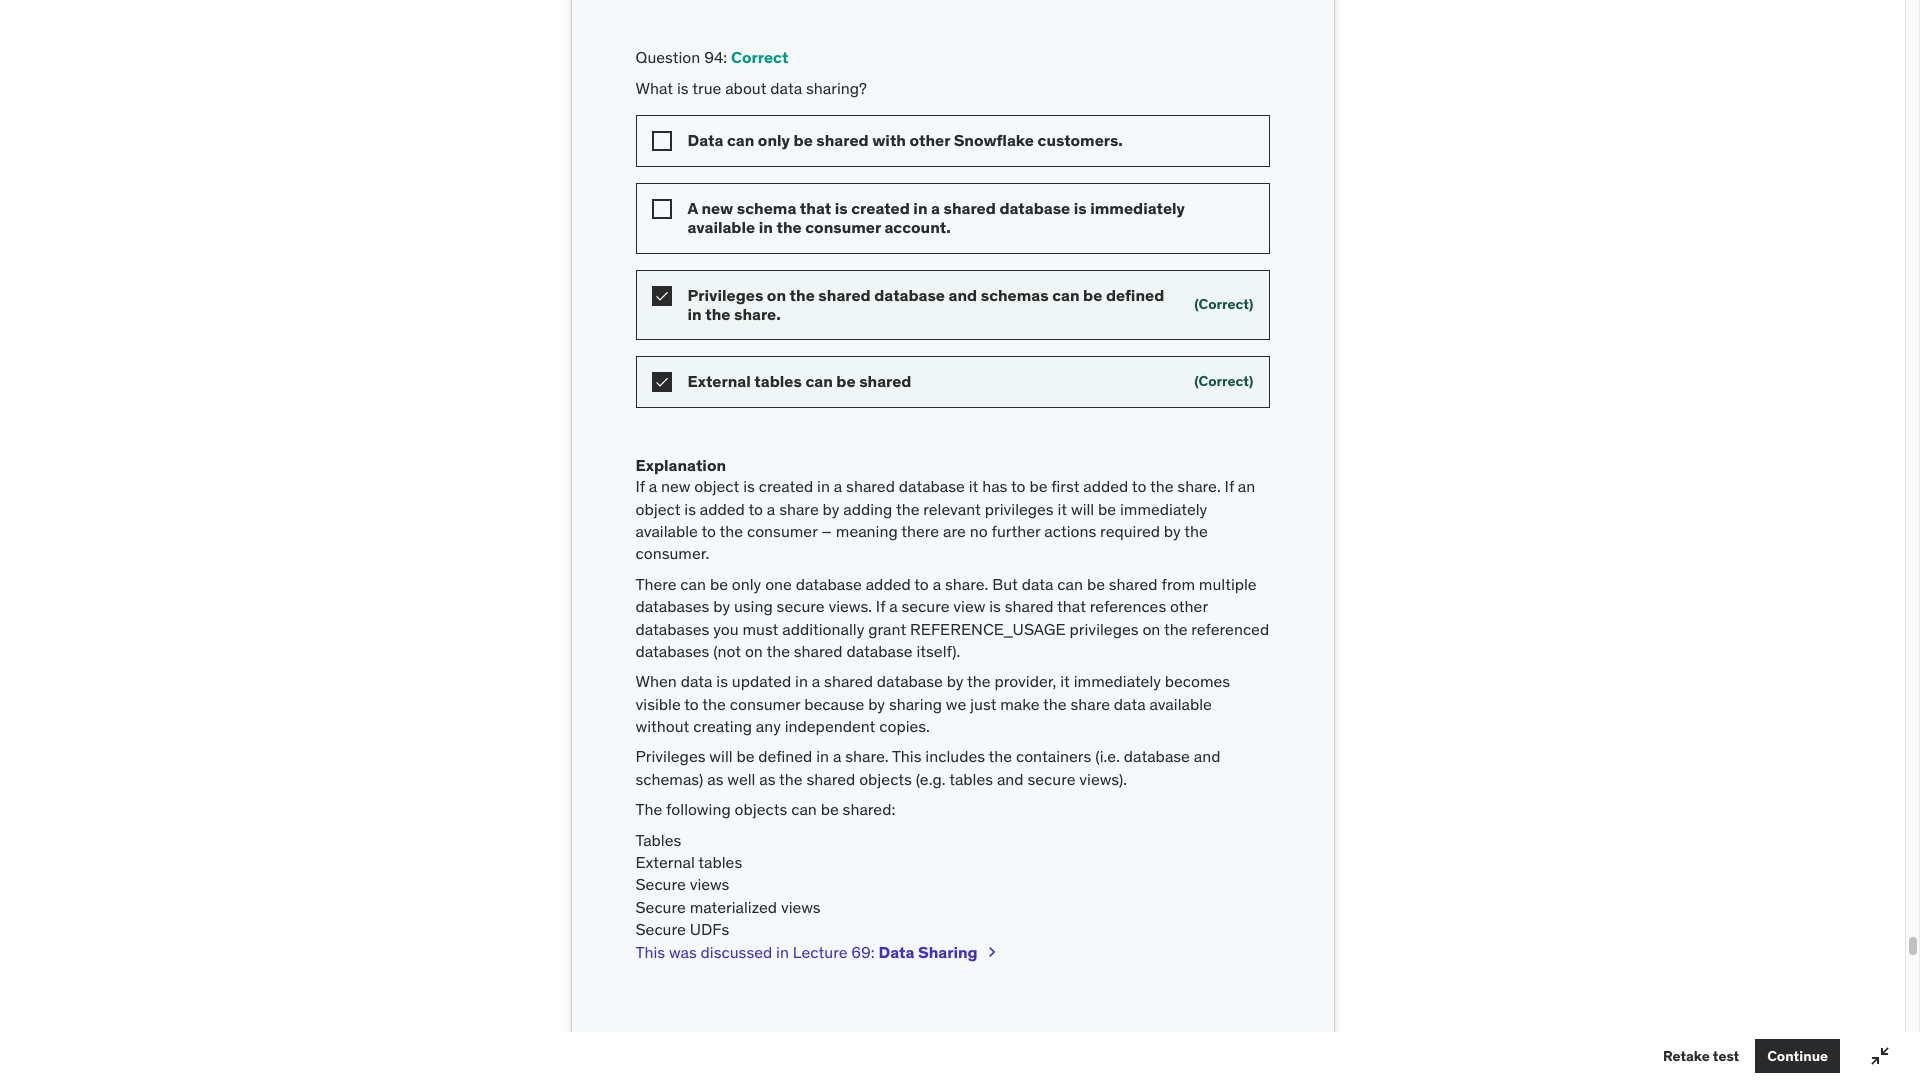 Question 94: Correct
What is true about data sharing?
Data can only be shared with other Snowflake customers.
A new schema that is created in a shared database is immediately
available in the consumer account.
Privileges on the shared database and schemas can be defined
in the share.
(Correct)
External tables can be shared
(Correct)
Explanation
If a new object is created in a shared database it has to be first added to the share. If an
object is added to a share by adding the relevant privileges it will be immediately
available to the consumer – meaning there are no further actions required by the
consumer.
There can be only one database added to a share. But data can be shared from multiple
databases by using secure views. If a secure view is shared that references other
databases you must additionally grant REFERENCE_USAGE privileges on the referenced
databases (not on the shared database itself).
When data is updated in a shared database by the provider, it immediately becomes
visible to the consumer because by sharing we just make the share data available
without creating any independent copies.
Privileges will be defined in a share. This includes the containers (i.e. database and
schemas) as well as the shared objects (e.g. tables and secure views).
The following objects can be shared:
Tables
External tables
Secure views
Secure materialized views
Secure UDFs
This was discussed in Lecture 69: Data Sharing
Retake test
Continue